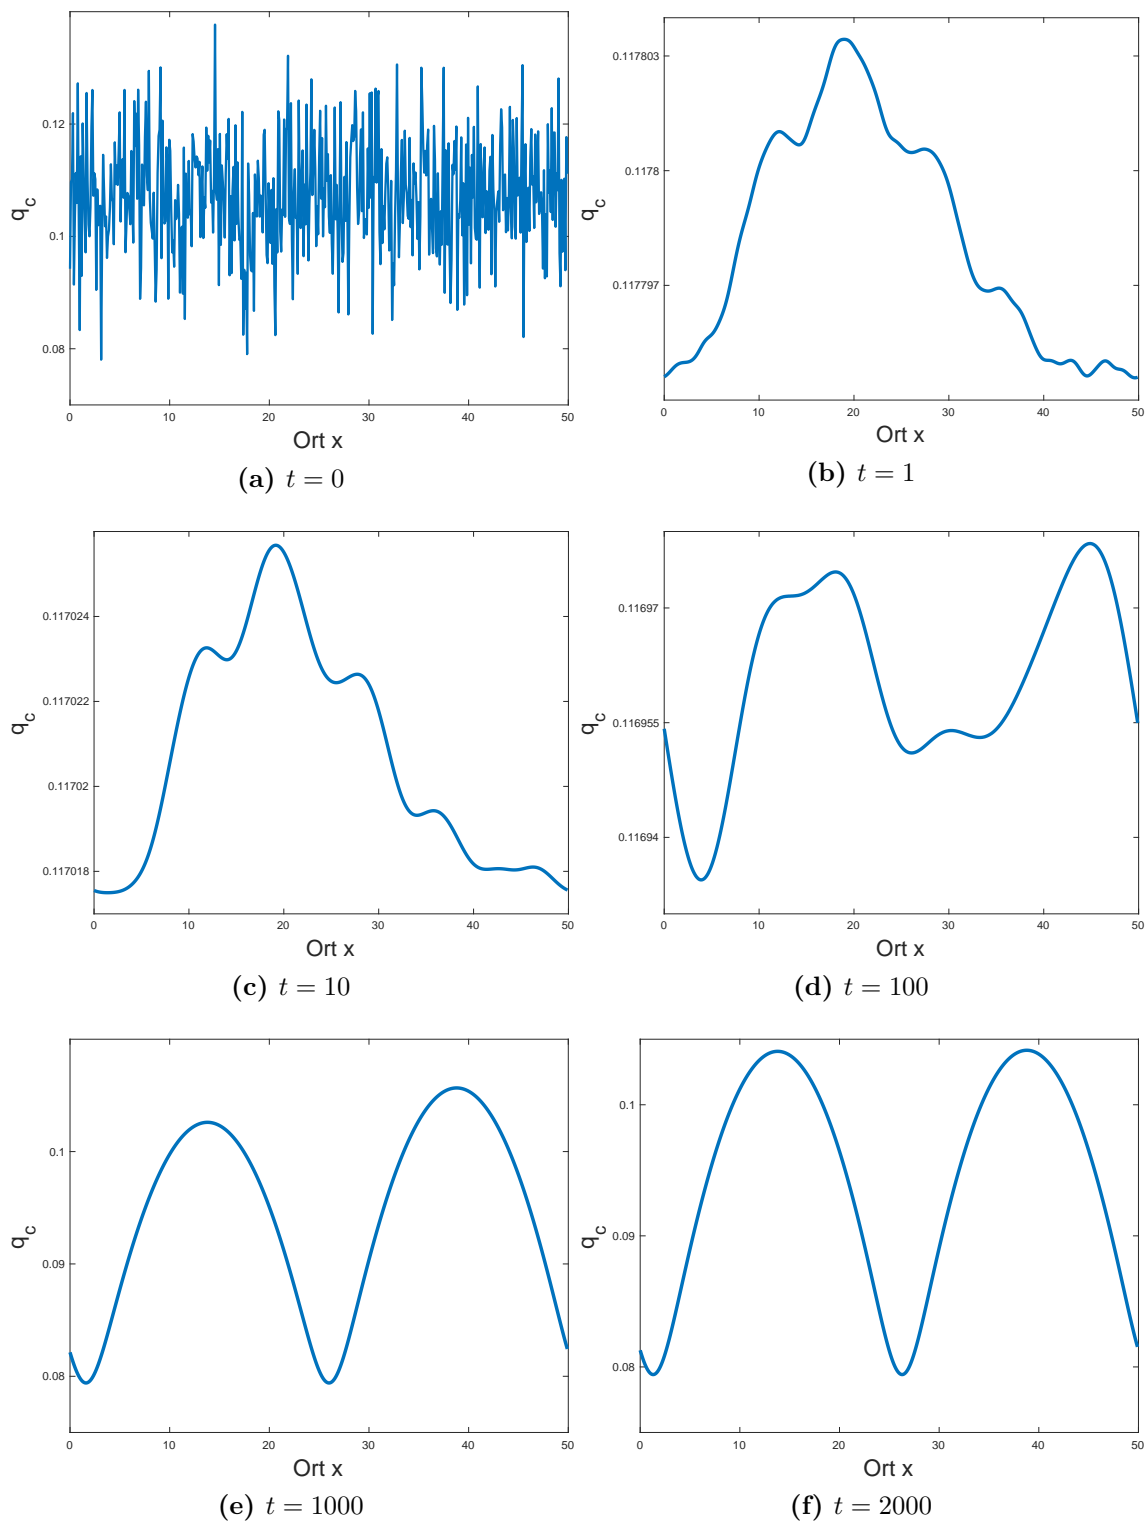 0.12
0.1
0.08
q_c
0 10 20 30 40 50
Ort x
(a) t = 0
0.117803
0.1178
0.117797
q_c
0 10 20 30 40 50
Ort x
(b) t = 1
0.117024
0.117022
0.11702
0.117018
q_c
0 10 20 30 40 50
Ort x
(c) t = 10
0.11697
0.116955
0.11694
q_c
0 10 20 30 40 50
Ort x
(d) t = 100
0.1
0.09
0.08
q_c
0 10 20 30 40 50
Ort x
(e) t = 1000
0.1
0.09
0.08
q_c
0 10 20 30 40 50
Ort x
(f) t = 2000